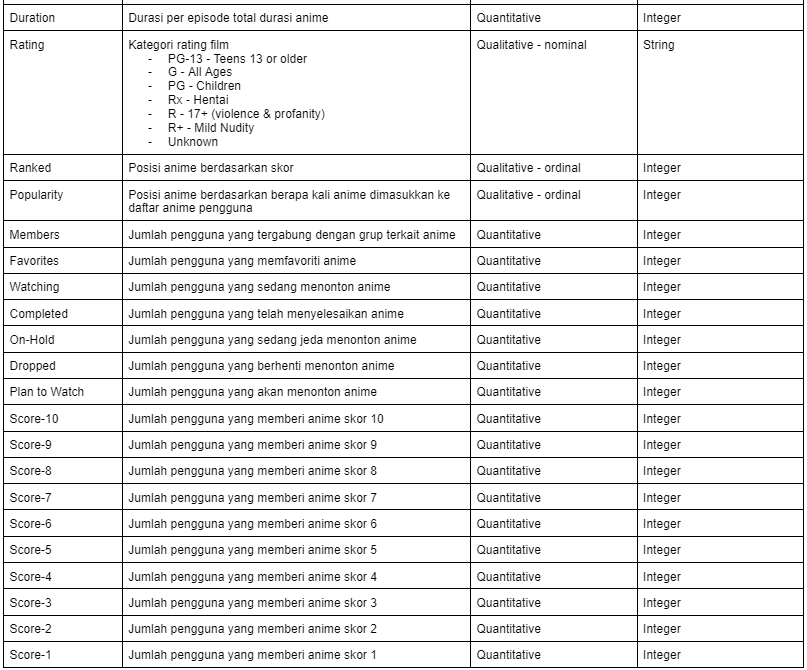 Duration Durasi per episode total durasi anime Quantitative Integer
Rating Kategori rating film Qualitative - nominal String
- PG-13 - Teens 13 or older
- G - All Ages
- PG - Children
- Rx - Hentai
- R - 17+ (violence & profanity)
- R+ - Mild Nudity
- Unknown
Ranked Posisi anime berdasarkan skor Qualitative - ordinal Integer
Popularity Posisi anime berdasarkan berapa kali anime dimasukkan ke Qualitative - ordinal Integer
daftar anime pengguna
Members Jumlah pengguna yang tergabung dengan grup terkait anime Quantitative Integer
Favorites Jumlah pengguna yang memfavoriti anime Quantitative Integer
Watching Jumlah pengguna yang sedang menonton anime Quantitative Integer
Completed Jumlah pengguna yang telah menyelesaikan anime Quantitative Integer
On-Hold Jumlah pengguna yang sedang jeda menonton anime Quantitative Integer
Dropped Jumlah pengguna yang berhenti menonton anime Quantitative Integer
Plan to Watch Jumlah pengguna yang akan menonton anime Quantitative Integer
Score-10 Jumlah pengguna yang memberi anime skor 10 Quantitative Integer
Score-9 Jumlah pengguna yang memberi anime skor 9 Quantitative Integer
Score-8 Jumlah pengguna yang memberi anime skor 8 Quantitative Integer
Score-7 Jumlah pengguna yang memberi anime skor 7 Quantitative Integer
Score-6 Jumlah pengguna yang memberi anime skor 6 Quantitative Integer
Score-5 Jumlah pengguna yang memberi anime skor 5 Quantitative Integer
Score-4 Jumlah pengguna yang memberi anime skor 4 Quantitative Integer
Score-3 Jumlah pengguna yang memberi anime skor 3 Quantitative Integer
Score-2 Jumlah pengguna yang memberi anime skor 2 Quantitative Integer
Score-1 Jumlah pengguna yang memberi anime skor 1 Quantitative Integer